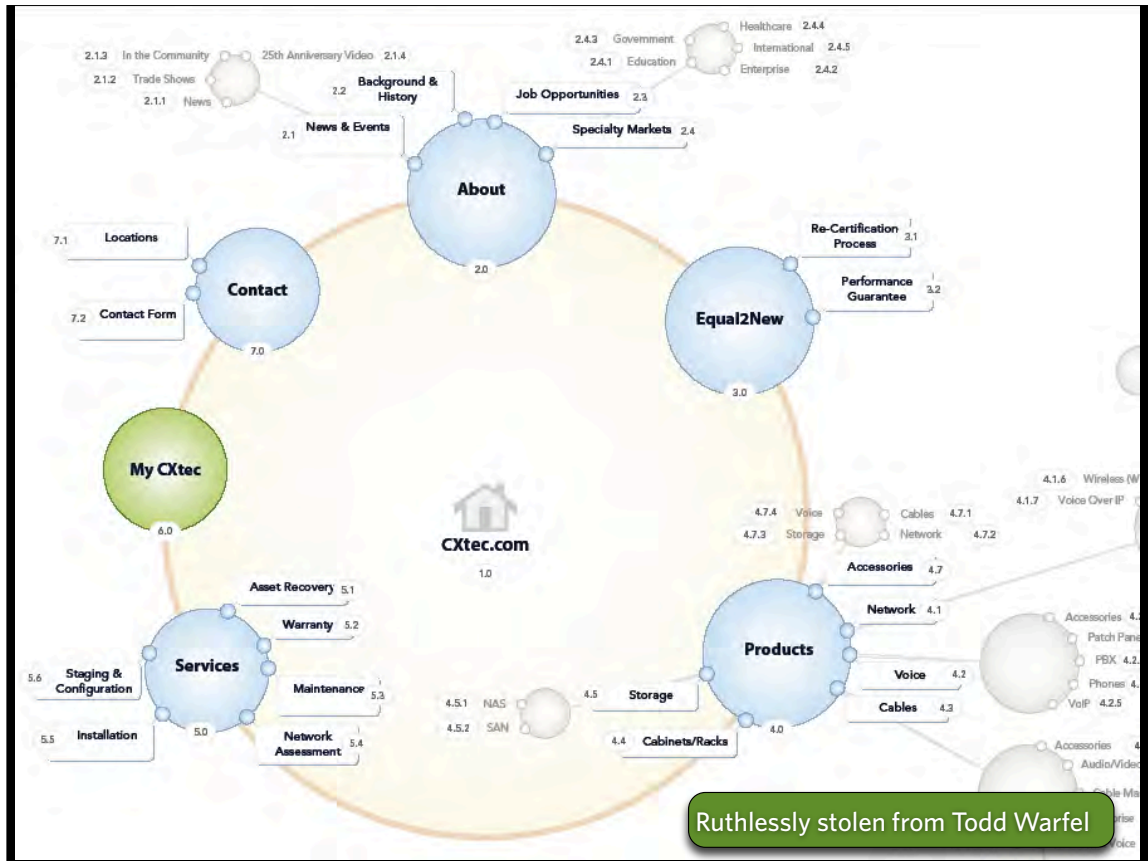 2.1.3 In the Community
25th Anniversary Video 2.1.4
2.1.2 Trade Shows
2.1.1 News
2.4.3 Government
Healthcare 2.4.4
International 2.4.5
2.4.1 Education
Enterprise 2.4.2
2.2 Background &
History
Job Opportunities 2.3
2.1 News & Events
Specialty Markets 2.4
About
2.0
7.1 Locations
7.2 Contact Form
Contact
7.0
Re-Certification
Process 3.1
Performance
Guarantee 3.2
Equal2New
3.0
My CXtec
6.0
CXtec.com
1.0
4.1.6 Wireless
4.1.7 Voice Over IP
4.7.4 Voice
Cables 4.7.1
4.7.3 Storage
Network 4.7.2
Accessories 4.7
Network 4.1
Products
4.0
Voice 4.2
Cables 4.3
4.5 Storage
4.4 Cabinets/Racks
4.5.1 NAS
4.5.2 SAN
Accessories
Patch
PBX 4.2.
Phones 4.
VoIP 4.2.5
Accessories 4
Audio/Video
Cable
Voice
Asset Recovery 5.1
Warranty 5.2
Services
5.0
Maintenance 5.3
Network
Assessment 5.4
5.6 Staging &
Configuration
5.5 Installation
Ruthlessly stolen from Todd Warfel